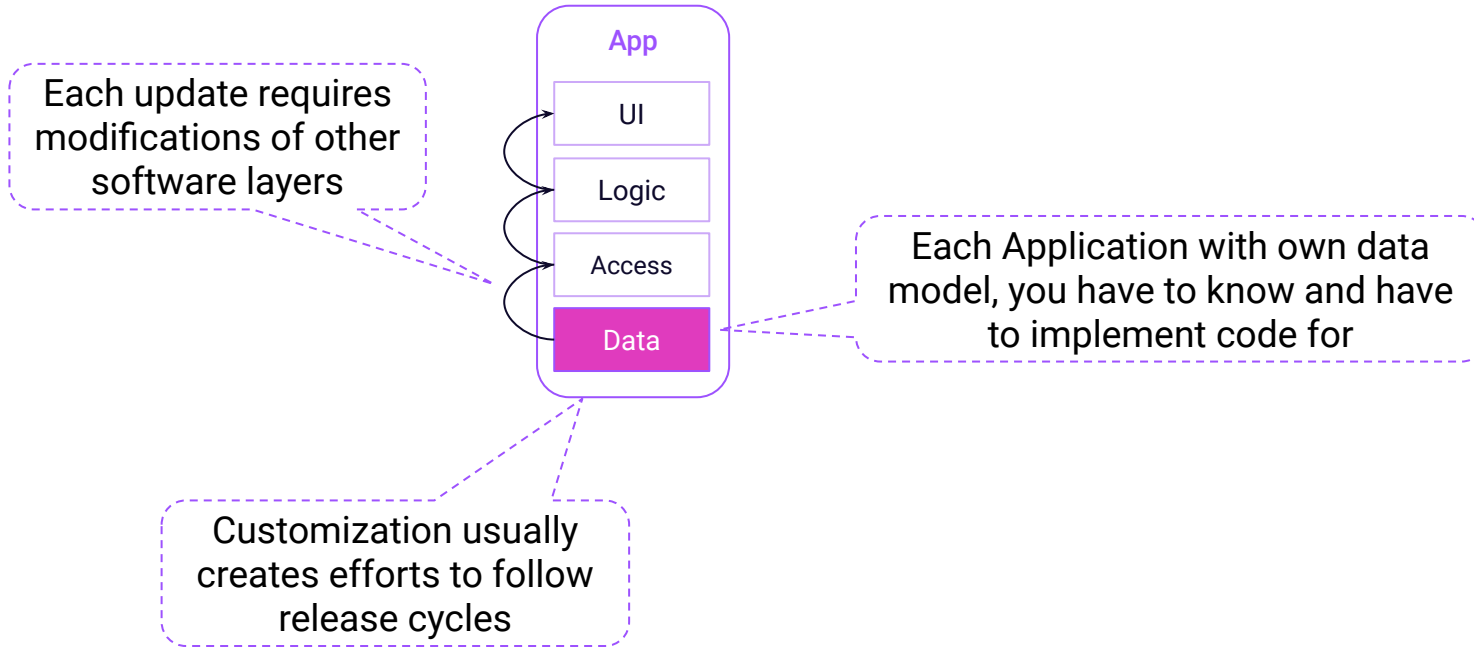 App
UI
Logic
Access
Data
Each update requires
modifications of other
software layers
Each Application with own data
model, you have to know and have
to implement code for
Customization usually
creates efforts to follow
release cycles